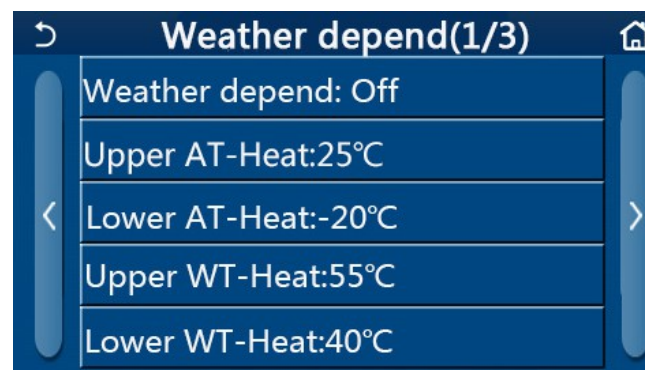 Weather depend(1/3)
Weather depend: Off
Upper AT-Heat:25℃
Lower AT-Heat:-20℃
Upper WT-Heat:55℃
Lower WT-Heat:40℃